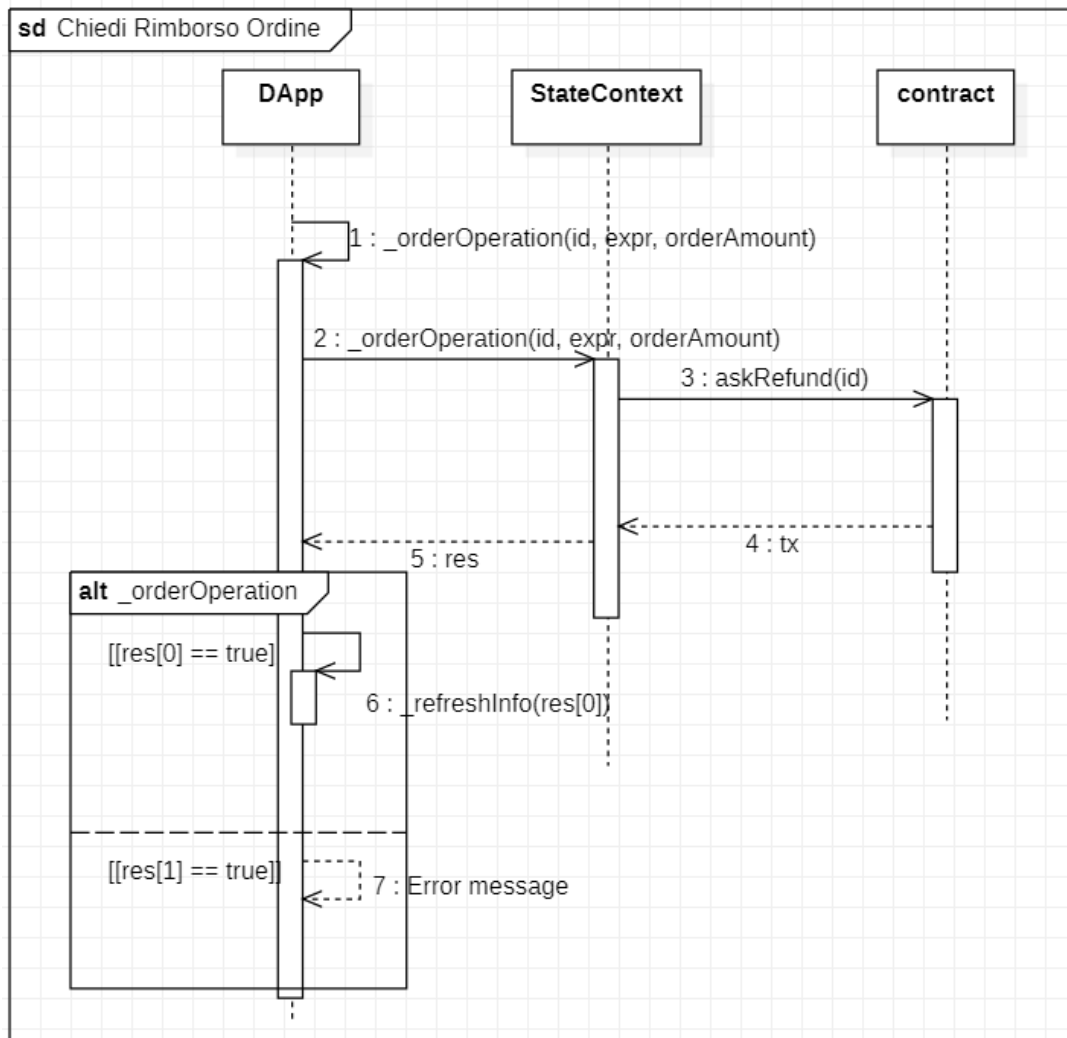 sd Chiedi Rimborso Ordine
DApp
StateContext
contract
1 : _orderOperation(id, expr, orderAmount)
2 : _orderOperation(id, expr, orderAmount)
3 : askRefund(id)
4 : tx
5 : res
alt _orderOperation
[[res[0] == true]
6 : _refreshInfo(res[0])
[[res[1] == true]]
7 : Error message